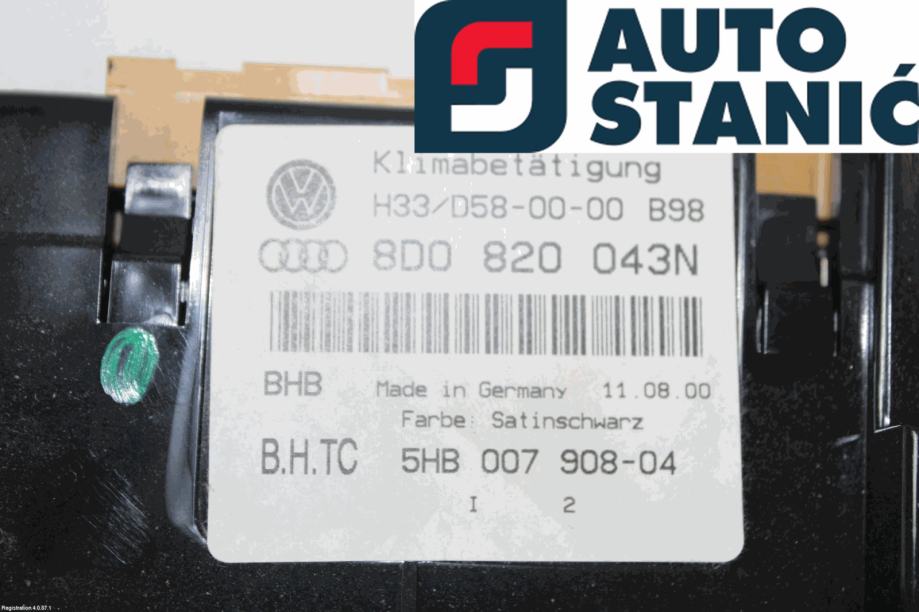 AUTO
STANIĆ
Klimabetätigung
H33/D58-00-00 B98
8D0 820 043N
BHB Made in Germany 11.08.00
Farbe: Satinschwarz
B.H.TC 5HB 007 908-04
I 2
Registration 4.0.87.1